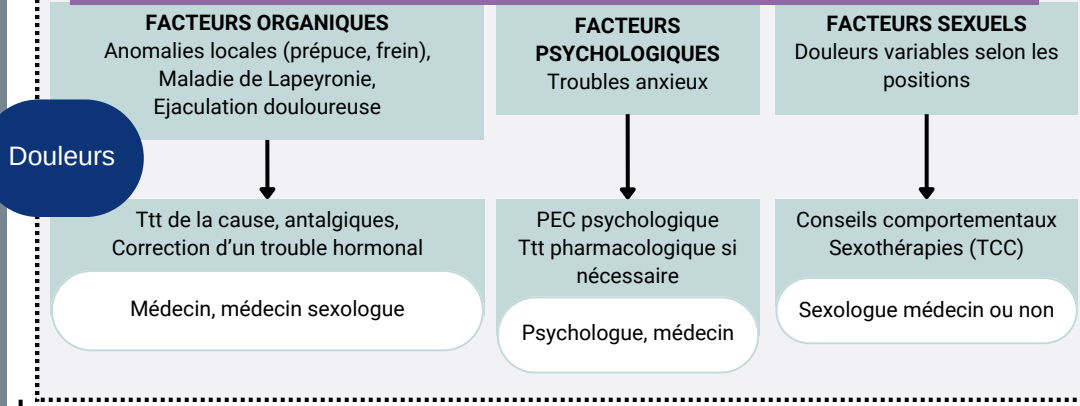 Douleurs
FACTEURS ORGANIQUES
Anomalies locales (prépuce, frein),
Maladie de Lapeyronie,
Ejaculation douloureuse
Ttt de la cause, antalgiques,
Correction d'un trouble hormonal
Médecin, médecin sexologue
FACTEURS
PSYCHOLOGIQUES
Troubles anxieux
PEC psychologique
Ttt pharmacologique si
nécessaire
Psychologue, médecin
FACTEURS SEXUELS
Douleurs variables selon les
positions
Conseils comportementaux
Sexothérapies (TCC)
Sexologue médecin ou non